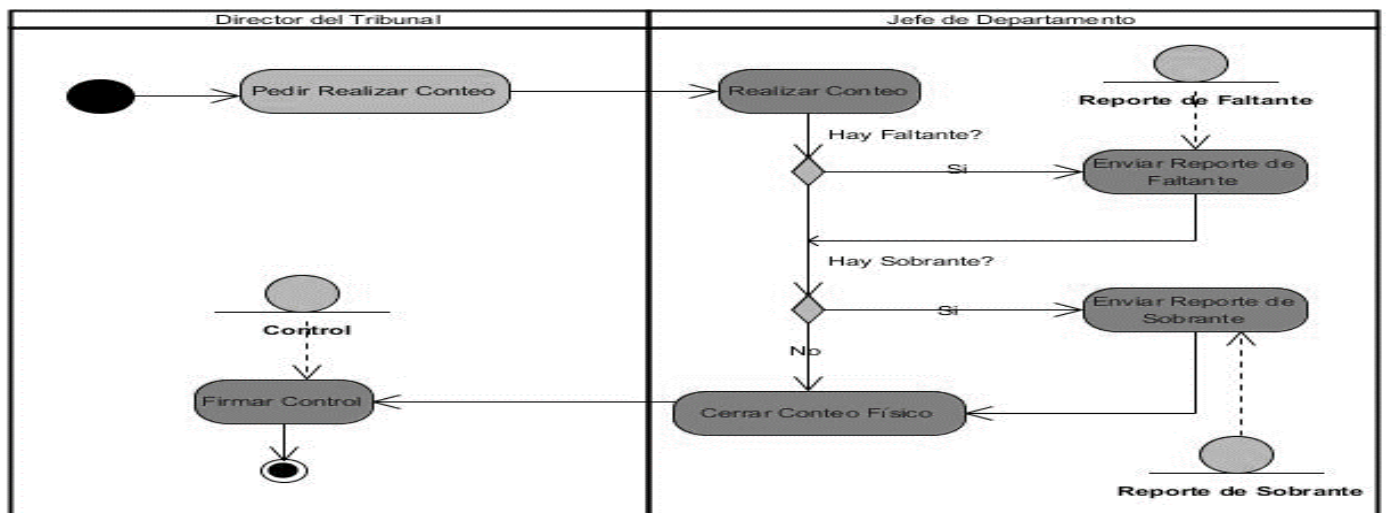 Director del Tribunal
Jefe de Departamento
Pedir Realizar Conteo
Realizar Conteo
Reporte de Faltante
Hay Faltante?
Si
Enviar Reporte de
Faltante
Hay Sobrante?
Si
Enviar Reporte de
Sobrante
Control
No
Firmar Control
Cerrar Conteo Físico
Reporte de Sobrante